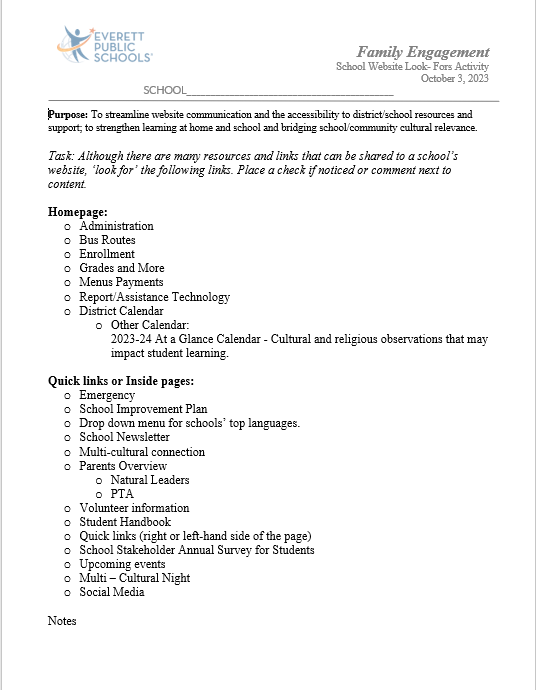 EVERETT
PUBLIC
SCHOOLS
Family Engagement
School Website Look- Fors Activity
October 3, 2023
SCHOOL___________________________________
Purpose: To streamline website communication and the accessibility to district/school resources and
support; to strengthen learning at home and school and bridging school/community cultural relevance.
Task: Although there are many resources and links that can be shared to a school's
website, 'look for' the following links. Place a check if noticed or comment next to
content.
Homepage:
o Administration
o Bus Routes
o Enrollment
o Grades and More
o Menus Payments
o Report/Assistance Technology
o District Calendar
o Other Calendar:
2023-24 At a Glance Calendar - Cultural and religious observations that may
impact student learning.
Quick links or Inside pages:
o Emergency
o School Improvement Plan
o Drop down menu for schools' top languages.
o School Newsletter
o Multi-cultural connection
o Parents Overview
o Natural Leaders
o PTA
o Volunteer information
o Student Handbook
o Quick links (right or left-hand side of the page)
o School Stakeholder Annual Survey for Students
o Upcoming events
o Multi – Cultural Night
o Social Media
Notes